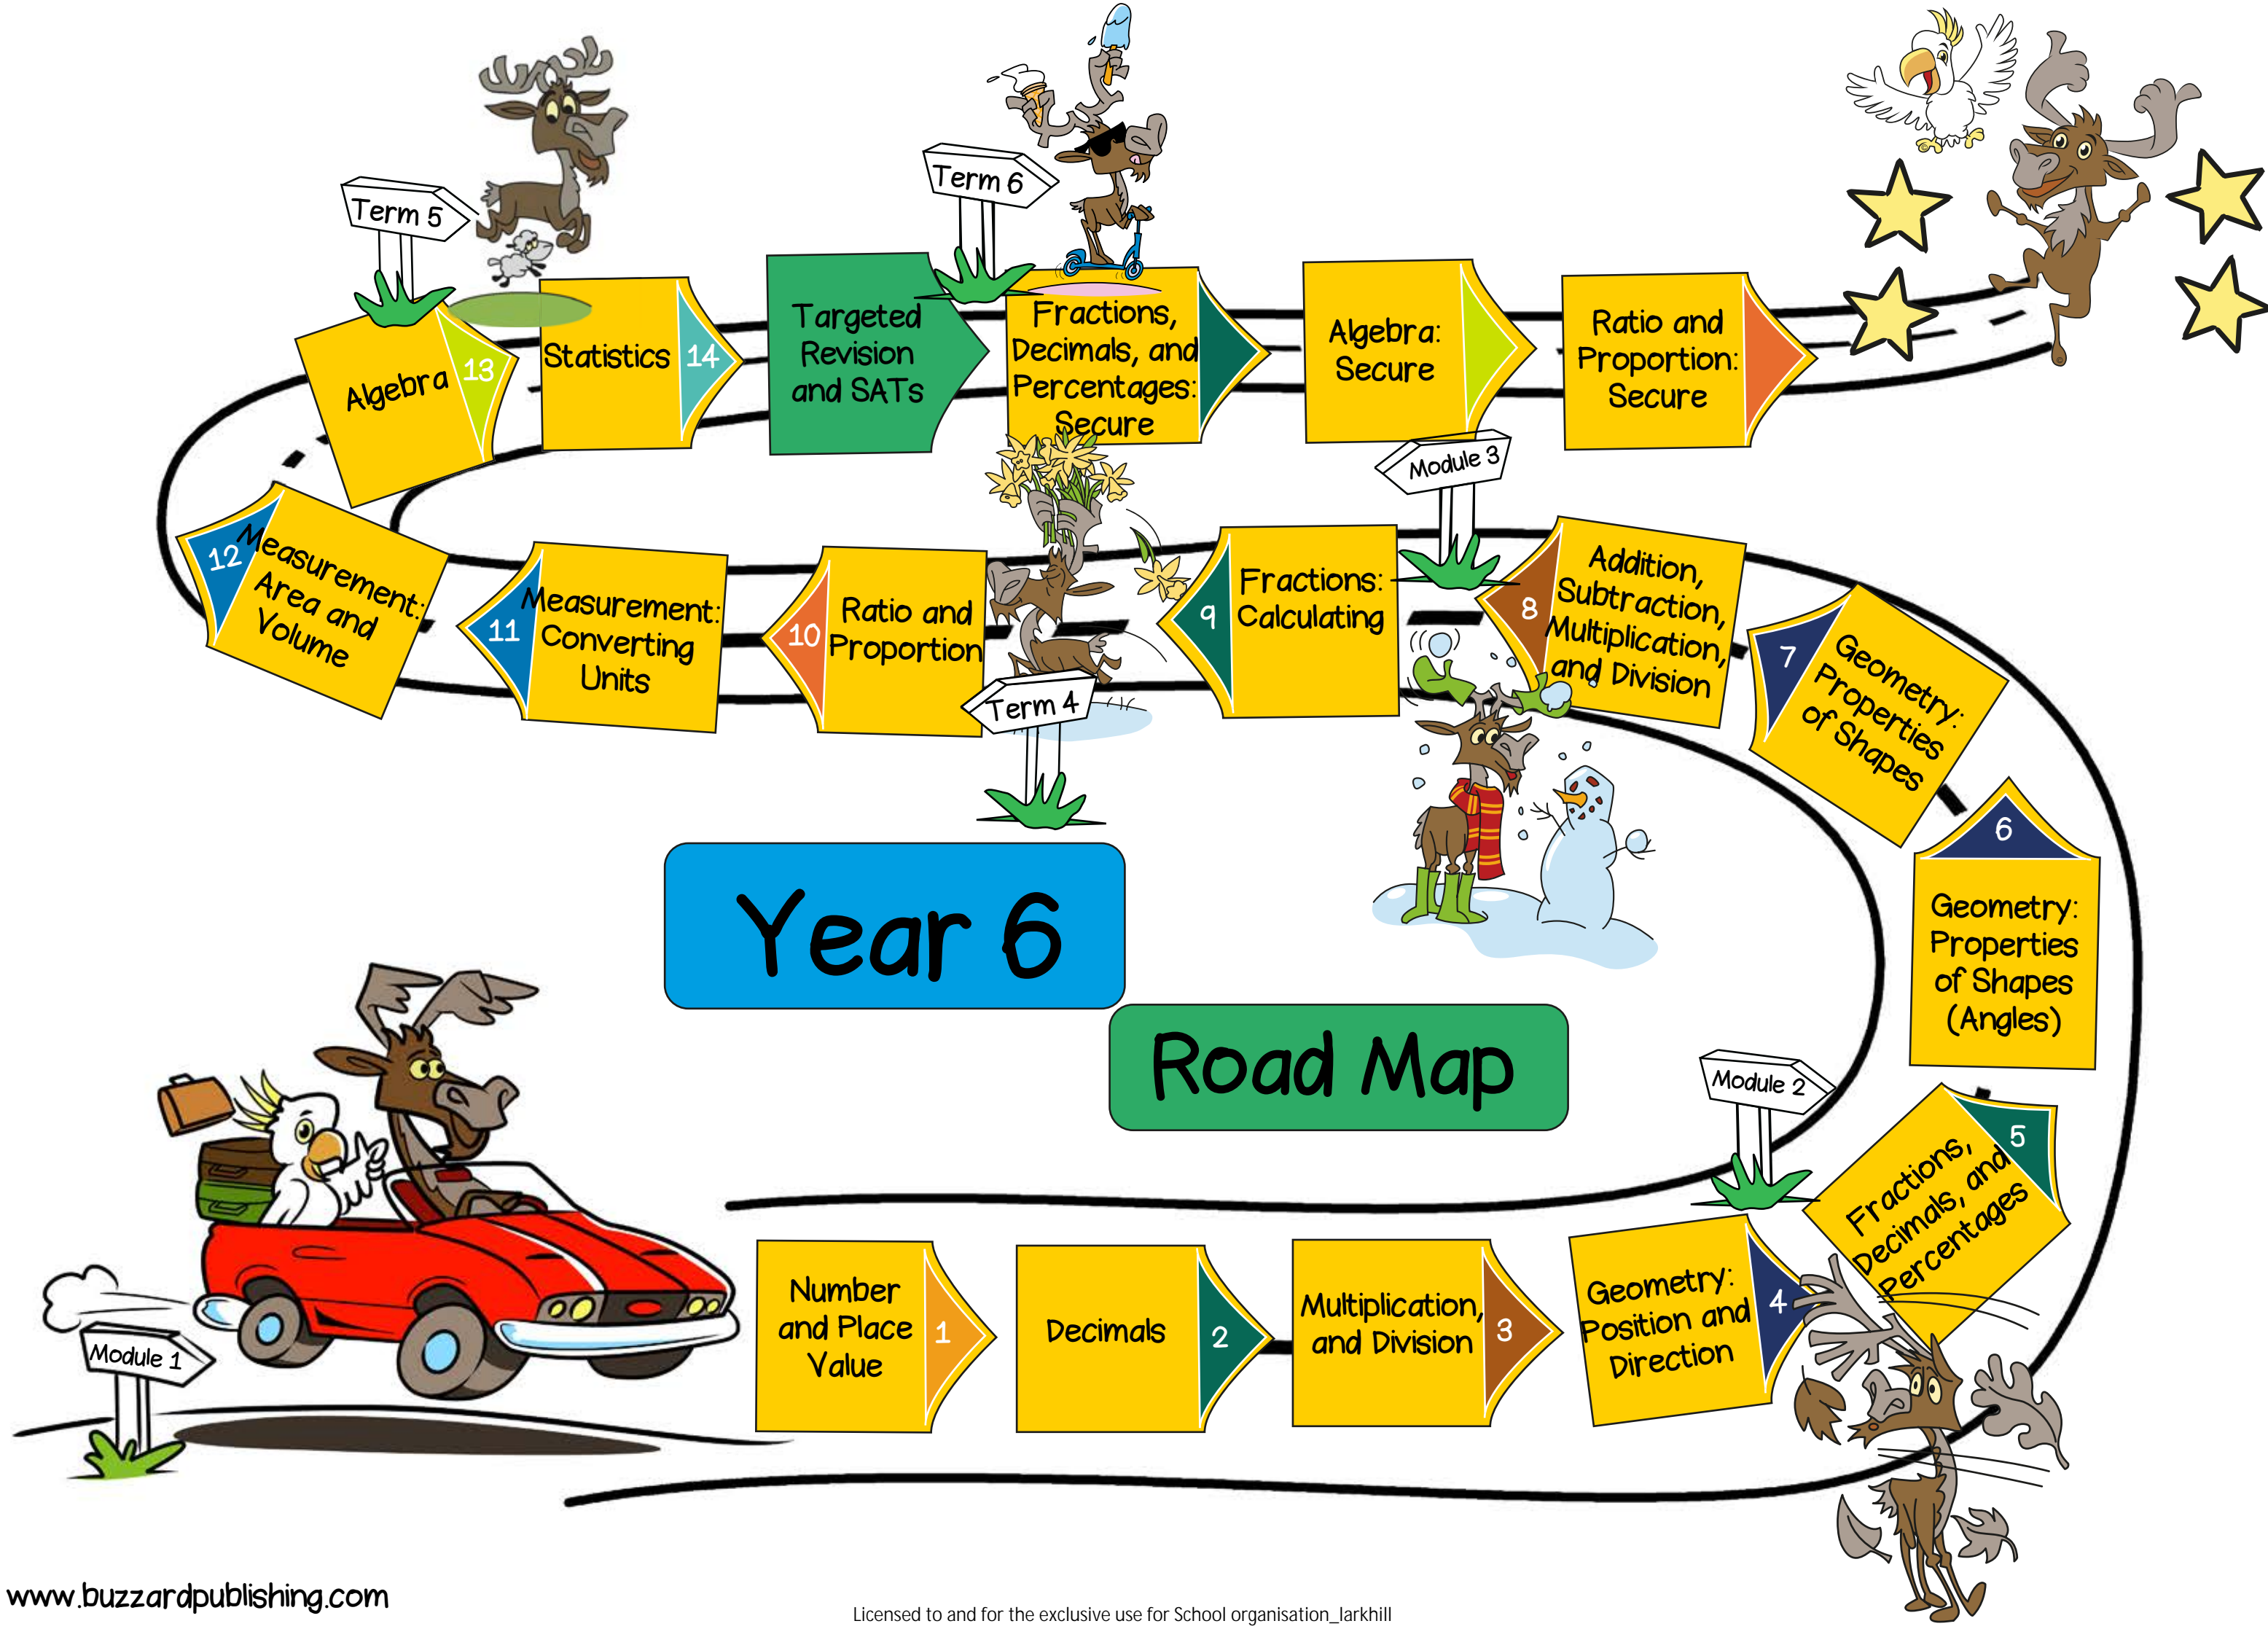 Year 6
Road Map
Module 1
Number
and Place
Value
1
Decimals
2
Multiplication,
and Division
3
Geometry:
Position and
Direction
4
Module 2
Fractions,
Decimals, and
Percentages
5
Geometry:
Properties
of Shapes
(Angles)
6
Geometry:
Properties
of Shapes
7
Addition,
Subtraction,
Multiplication,
and Division
8
Module 3
Fractions:
Calculating
9
Term 4
Ratio and
Proportion
10
Measurement:
Converting
Units
11
Measurement:
Area and
Volume
12
Term 5
Algebra
13
Statistics
14
Targeted
Revision
and SATs
Term 6
Fractions,
Decimals, and
Percentages:
Secure
Algebra:
Secure
Ratio and
Proportion:
Secure
www.buzzardpublishing.com
Licensed to and for the exclusive use for School organisation_larkhill